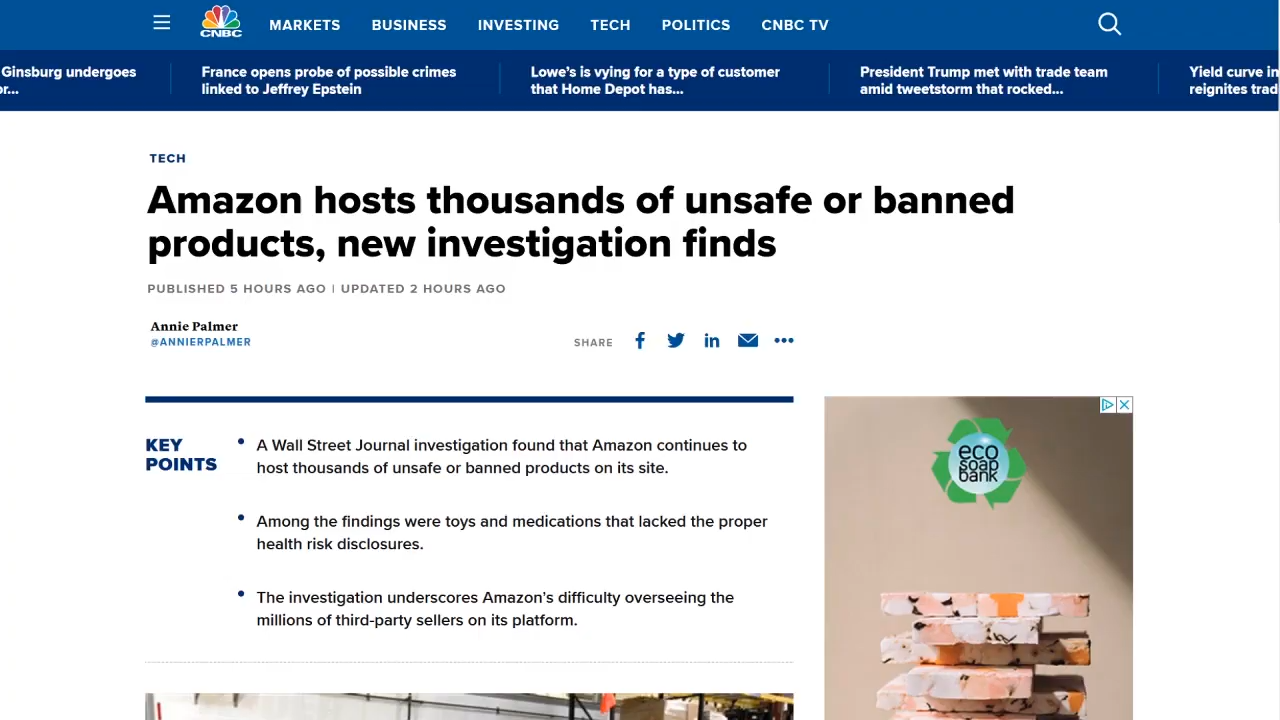 CNBC
MARKETS
BUSINESS
INVESTING
TECH
POLITICS
CNBC TV
Ginsburg undergoes
or...
France opens probe of possible crimes
linked to Jeffrey Epstein
Lowe's is vying for a type of customer
that Home Depot has...
President Trump met with trade team
amid tweetstorm that rocked...
Yield curve in
reignites trad
TECH
Amazon hosts thousands of unsafe or banned
products, new investigation finds
PUBLISHED 5 HOURS AGO | UPDATED 2 HOURS AGO
Annie Palmer
@ANNIERPALMER
SHARE
KEY
POINTS
• A Wall Street Journal investigation found that Amazon continues to
host thousands of unsafe or banned products on its site.
• Among the findings were toys and medications that lacked the proper
health risk disclosures.
• The investigation underscores Amazon’s difficulty overseeing the
millions of third-party sellers on its platform.
eco
soap
bank